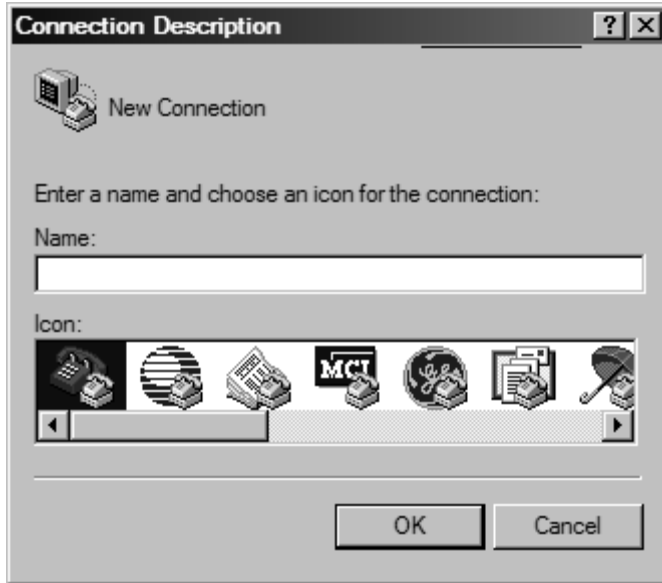 Connection Description
New Connection
Enter a name and choose an icon for the connection:
Name:
Icon:
MCI
OK
Cancel